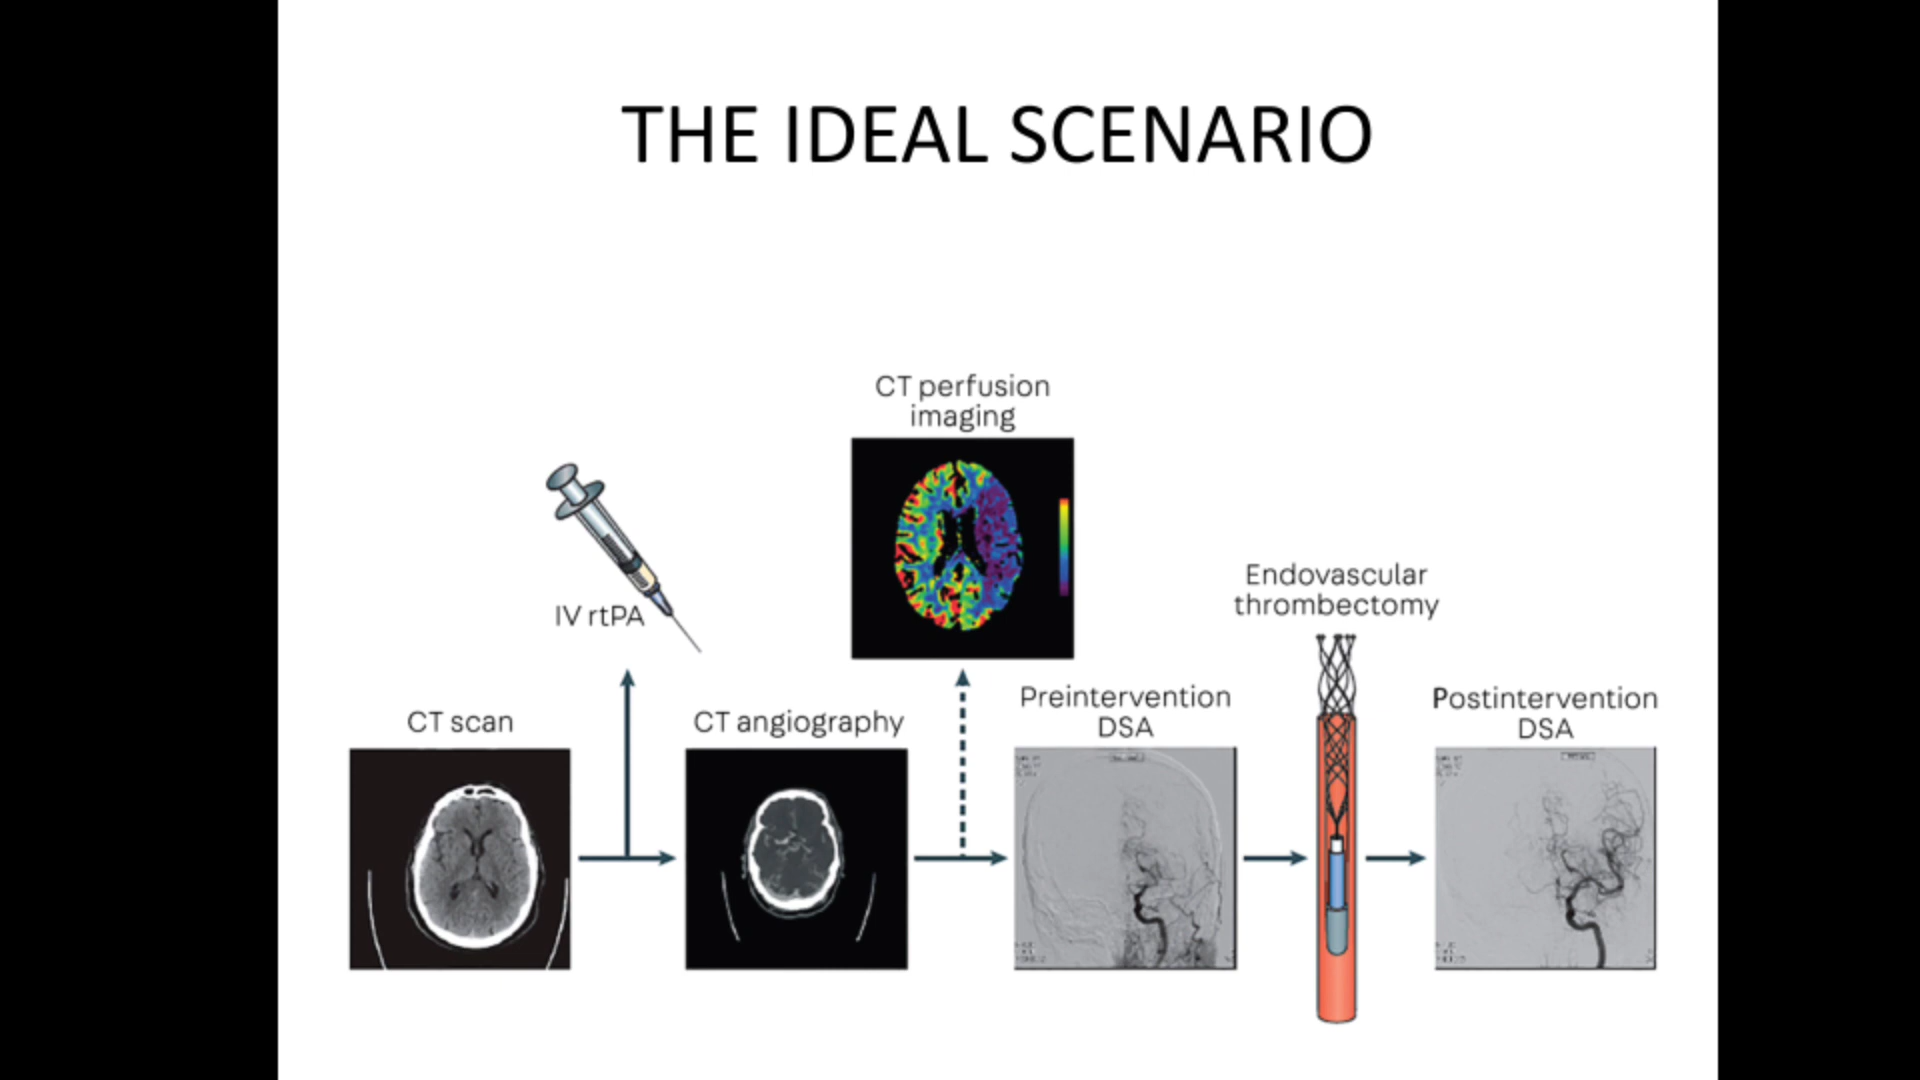 THE IDEAL SCENARIO
CT perfusion
imaging
IV rtPA
Endovascular
thrombectomy
CT scan
CT angiography
Preintervention
DSA
Postintervention
DSA